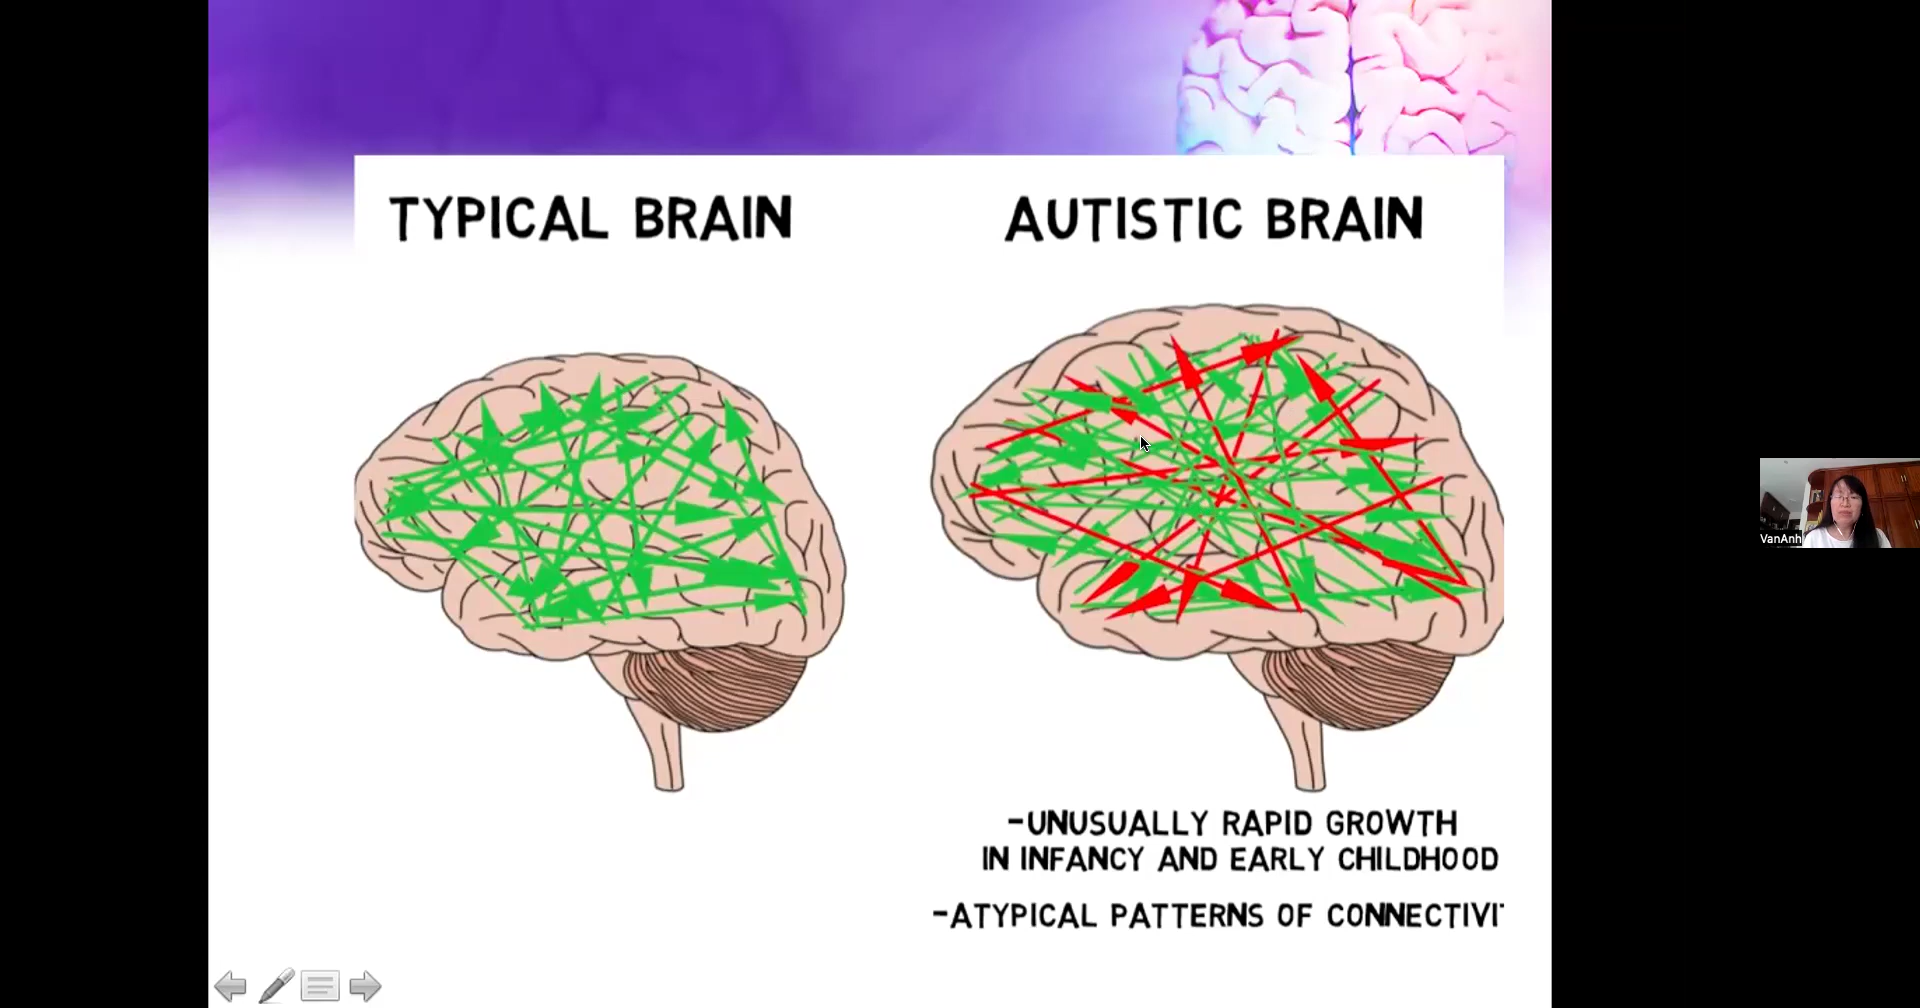 TYPICAL BRAIN
AUTISTIC BRAIN
-UNUSUALLY RAPID GROWTH
IN INFANCY AND EARLY CHILDHOOD
-ATYPICAL PATTERNS OF CONNECTIVI
VanAnh